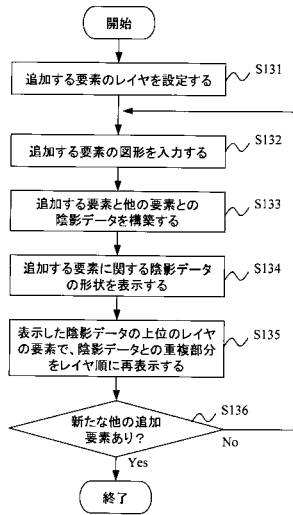 開始
追加する要素のレイヤを設定する
S131
追加する要素の図形を入力する
S132
追加する要素と他の要素との
陰影データを構築する
S133
追加する要素に関する陰影データ
の形状を表示する
S134
表示した陰影データの上位のレイヤ
の要素で、陰影データとの重複部分
をレイヤ順に再表示する
S135
新たな他の追加
要素あり?
S136
No
Yes
終了